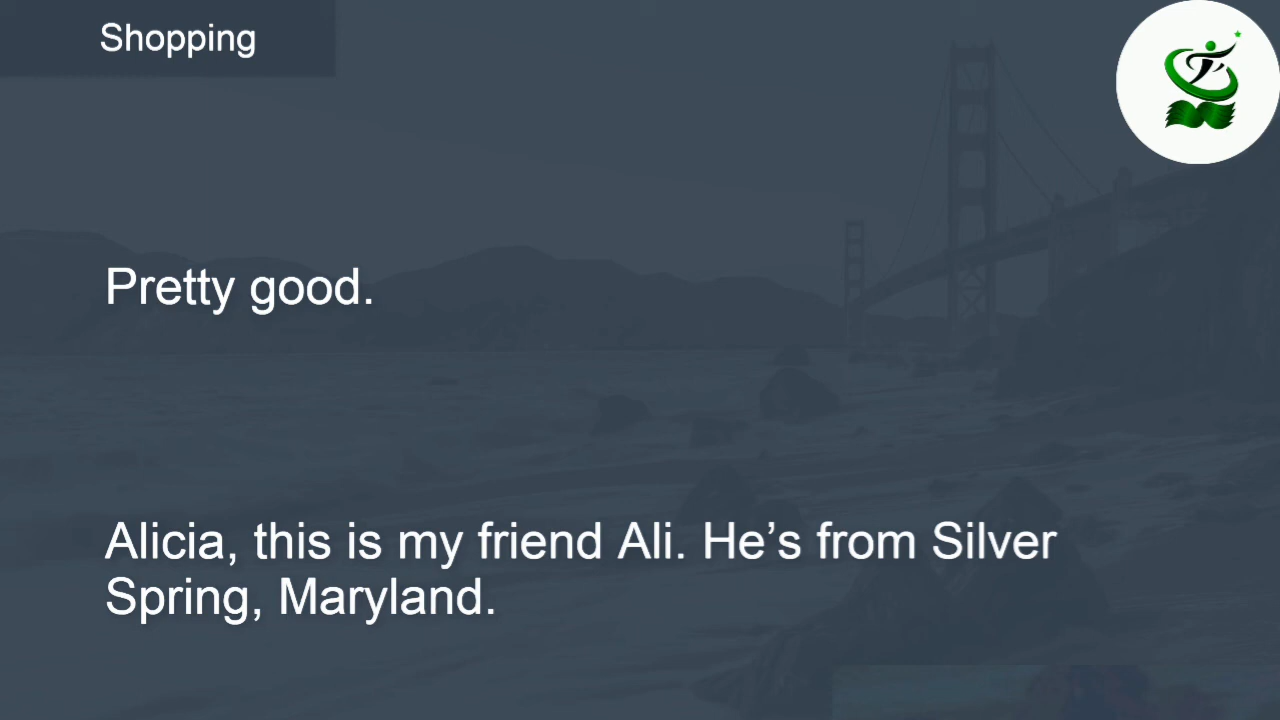 Shopping
Pretty good.
Alicia, this is my friend Ali. He’s from Silver
Spring, Maryland.